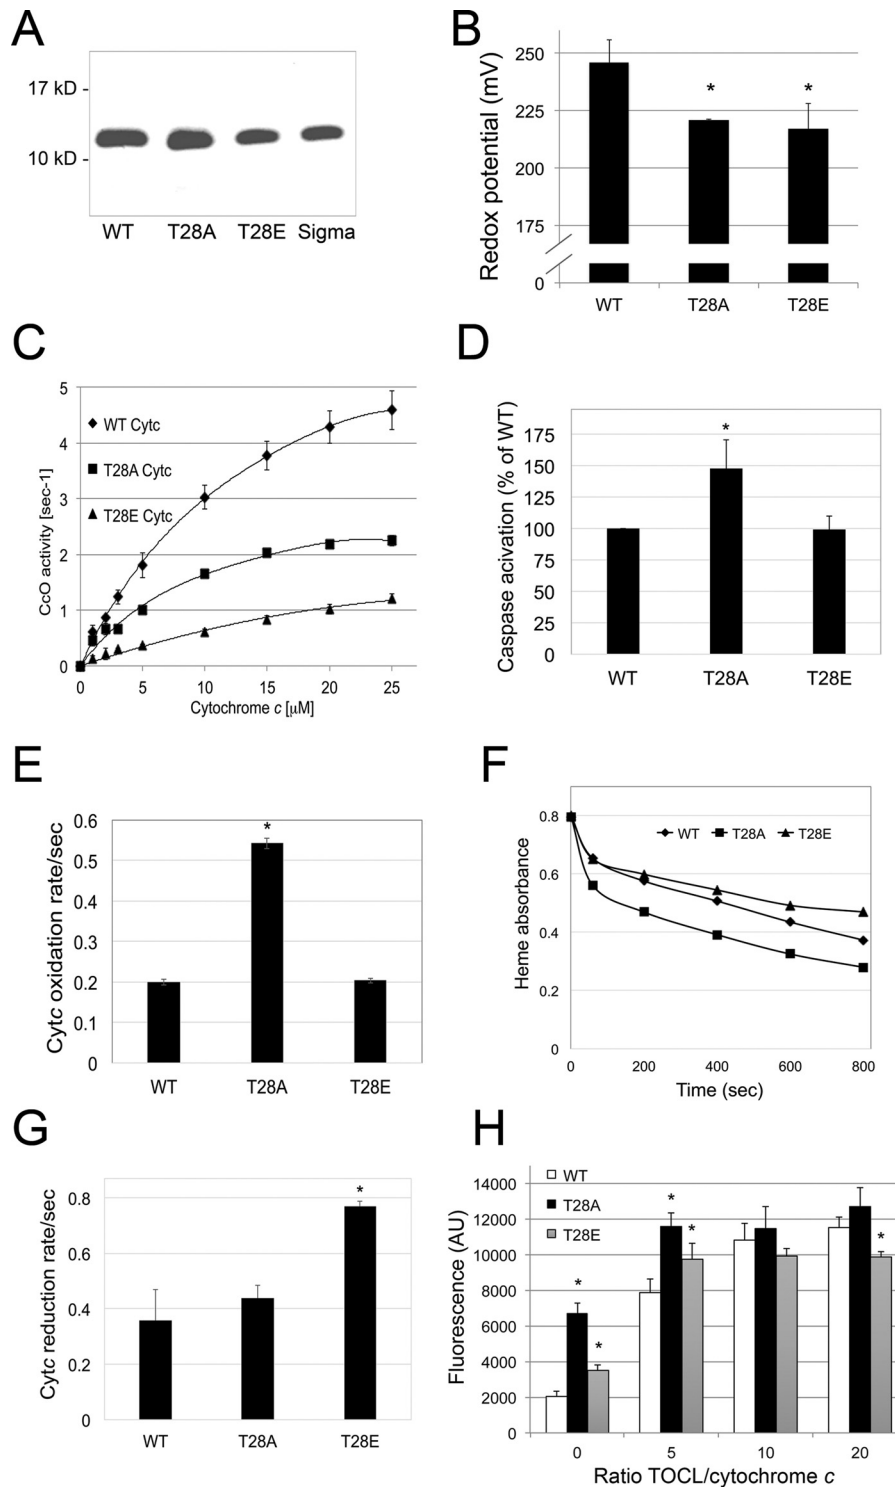 A
17 kD
10 kD
WT T28A T28E Sigma
B
Redox potential (mV)
250
225
200
175
0
WT T28A T28E
C
CcO activity [sec-1]
5
4
3
2
1
0
WT Cytc
T28A Cytc
T28E Cytc
0 5 10 15 20 25
Cytochrome c [µM]
D
Caspase acivation (% of WT)
175
150
125
100
75
50
25
0
*
WT T28A T28E
E
Cytc oxidation rate/sec
0.6
0.5
0.4
0.3
0.2
0.1
0
*
WT T28A T28E
F
Heme absorbance
0.8
0.6
0.4
0.2
0
WT T28A T28E
0 200 400 600 800
Time (sec)
G
Cytc reduction rate/sec
0.8
0.6
0.4
0.2
0
*
WT T28A T28E
H
Fluorescence (AU)
14000
12000
10000
8000
6000
4000
2000
0
WT
T28A
T28E
* * * * *
0 5 10 20
Ratio TOCL/cytochrome c